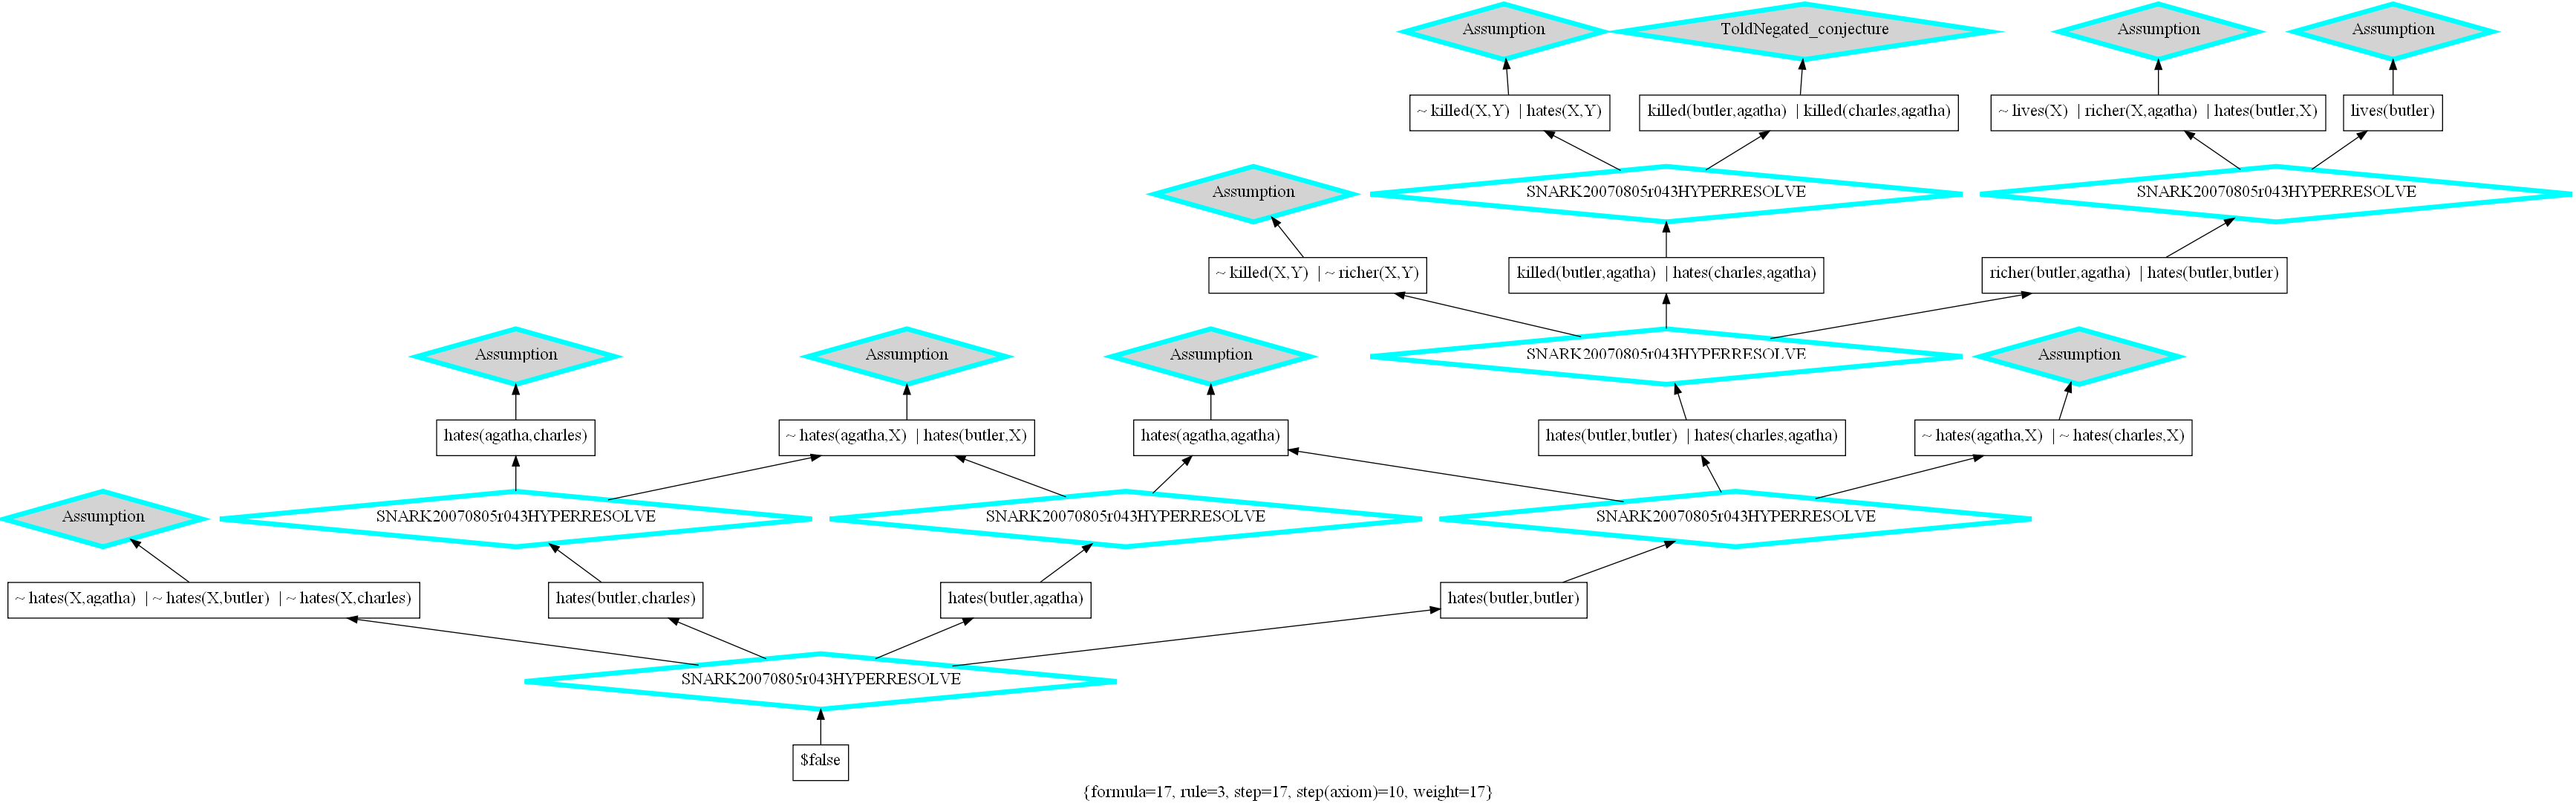 Assumption
ToldNegated_conjecture
Assumption
Assumption
~ killed(X,Y) | hates(X,Y)
killed(butler,agatha) | killed(charles,agatha)
~ lives(X) | richer(X,agatha) | hates(butler,X)
lives(butler)
Assumption
SNARK20070805r043HYPERRESOLVE
SNARK20070805r043HYPERRESOLVE
~ killed(X,Y) | ~ richer(X,Y)
killed(butler,agatha) | hates(charles,agatha)
richer(butler,agatha) | hates(butler,butler)
Assumption
Assumption
Assumption
SNARK20070805r043HYPERRESOLVE
Assumption
hates(agatha,charles)
~ hates(agatha,X) | hates(butler,X)
hates(agatha,agatha)
hates(butler,butler) | hates(charles,agatha)
~ hates(agatha,X) | ~ hates(charles,X)
Assumption
SNARK20070805r043HYPERRESOLVE
SNARK20070805r043HYPERRESOLVE
SNARK20070805r043HYPERRESOLVE
~ hates(X,agatha) | ~ hates(X,butler) | ~ hates(X,charles)
hates(butler,charles)
hates(butler,agatha)
hates(butler,butler)
SNARK20070805r043HYPERRESOLVE
$false
{formula=17, rule=3, step=17, step(axiom)=10, weight=17}